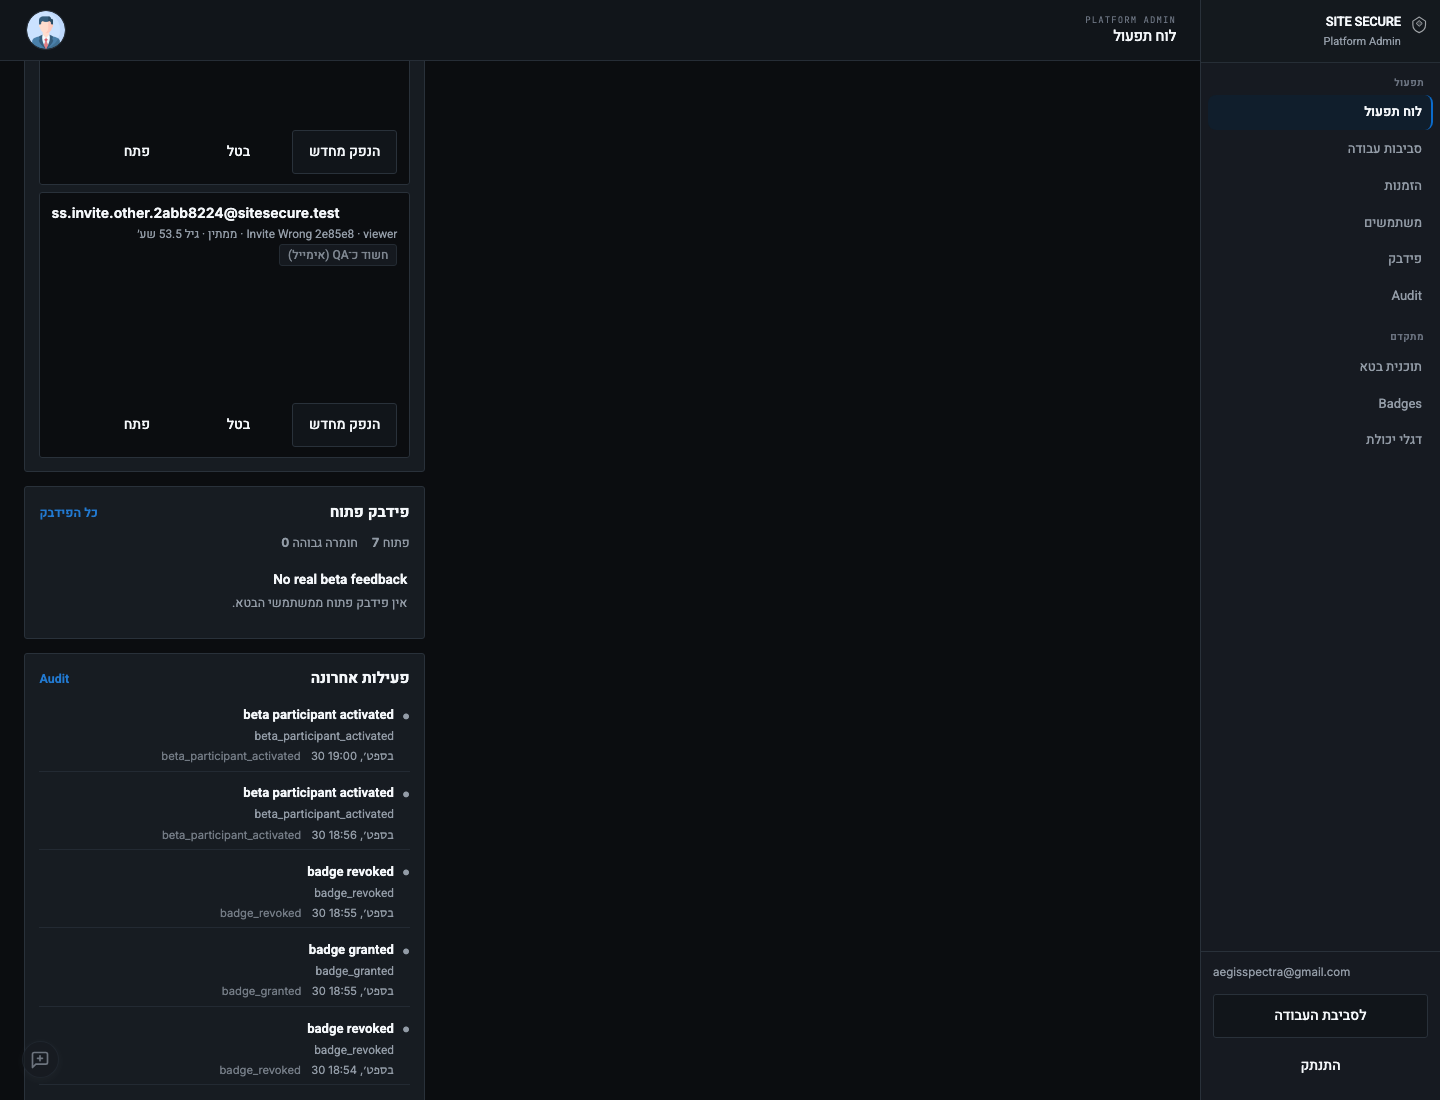 SITE SECURE
Platform Admin
תפעול
לוח תפעול
סביבות עבודה
הזמנות
משתמשים
פידבק
Audit
מתקדם
תוכנית בטא
Badges
דגלי יכולת
aegisspectra@gmail.com
לסביבת העבודה
התנתק
PLATFORM ADMIN
לוח תפעול
הנפק מחדש בטל פתח
ss.invite.other.2abb8224@sitesecure.test
Invite Wrong 2e85e8 · viewer · ממתין · גיל 53.5 שע׳
חשוד כ־QA (אימייל)
הנפק מחדש בטל פתח
פידבק פתוח כל הפידבק
פתוח 7 חומרה גבוהה 0
No real beta feedback
אין פידבק פתוח ממשתמשי הבטא.
פעילות אחרונה Audit
beta participant activated
beta_participant_activated
30 בספט׳, 19:00 beta_participant_activated
beta participant activated
beta_participant_activated
30 בספט׳, 18:56 beta_participant_activated
badge revoked
badge_revoked
30 בספט׳, 18:55 badge_revoked
badge granted
badge_granted
30 בספט׳, 18:55 badge_granted
badge revoked
badge_revoked
30 בספט׳, 18:54 badge_revoked